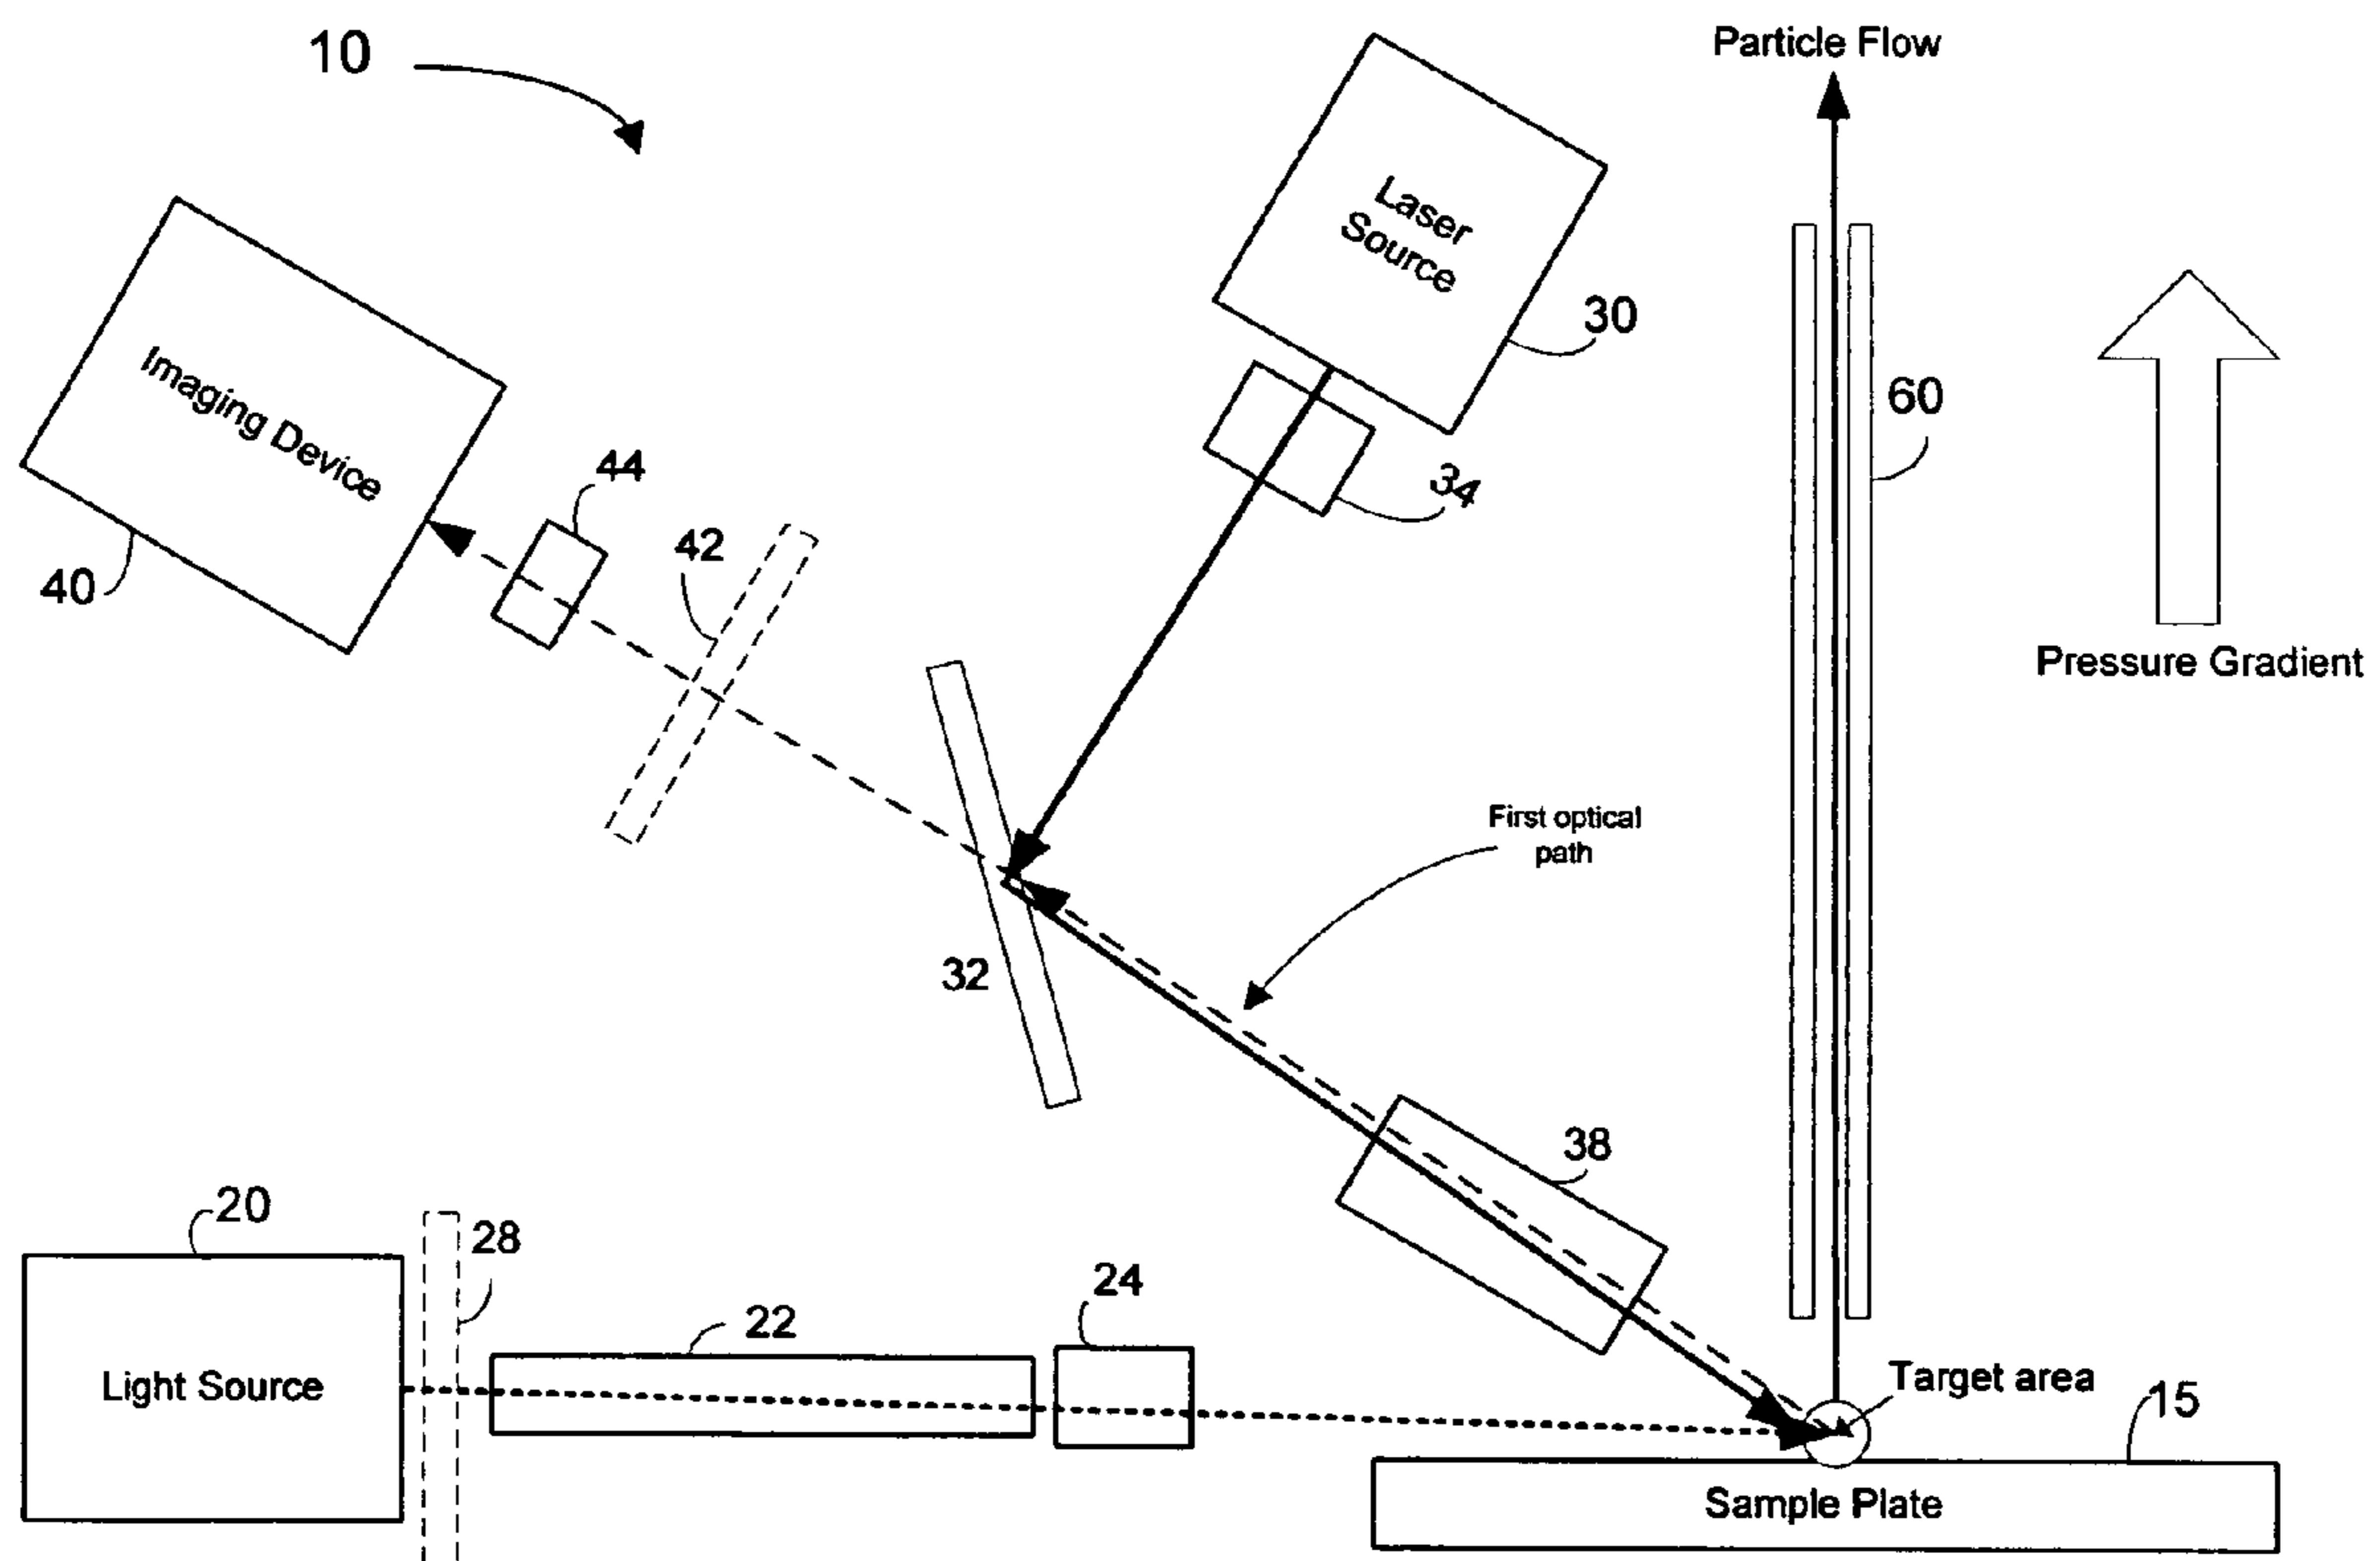 10
Particle Flow
Laser
Source
30
Imaging Device
60
44
34
42
40
Pressure Gradient
First optical
path
32
38
20
28
24
22
Light Source
Target area
15
Sample Plate